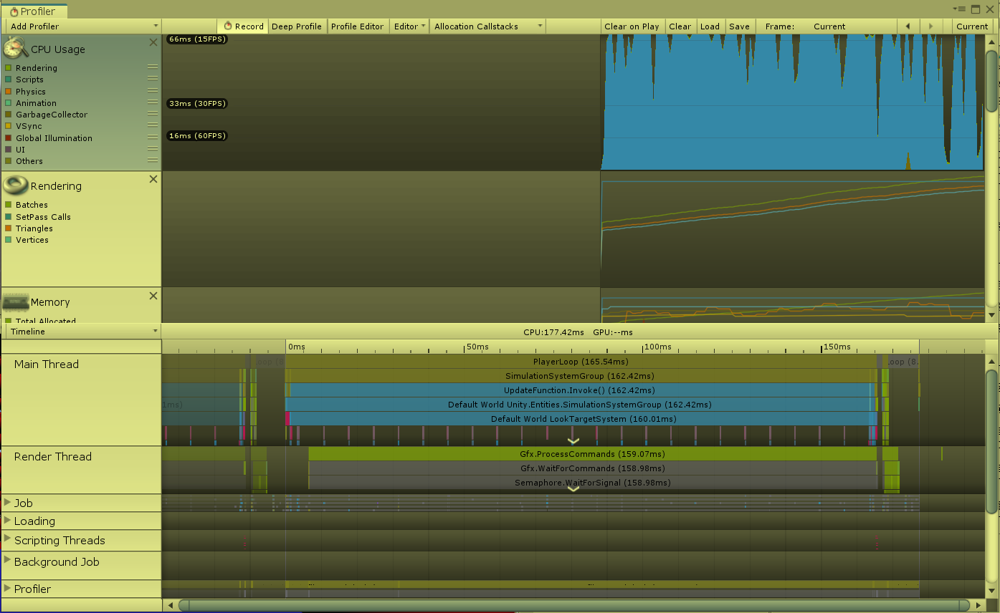 Profiler
Add Profiler Record Deep Profile Profile Editor Editor Allocation Callstacks Clear on Play Clear Load Save Frame: Current Current
CPU Usage
Rendering
Scripts
Physics
Animation
GarbageCollector
VSync
Global Illumination
UI
Others
66ms (15FPS)
33ms (30FPS)
16ms (60FPS)
Rendering
Batches
SetPass Calls
Triangles
Vertices
Memory
Total Allocated
Timeline CPU:177.42ms GPU:--ms
0ms 50ms 100ms 150ms
Main Thread
PlayerLoop (165.54ms)
SimulationSystemGroup (162.42ms)
UpdateFunction.Invoke() (162.42ms)
1ms) Default World Unity.Entities.SimulationSystemGroup (162.42ms)
Default World LookTargetSystem (160.01ms)
Render Thread
Gfx.ProcessCommands (159.07ms)
Gfx.WaitForCommands (158.98ms)
Semaphore.WaitForSignal (158.98ms)
Job
Loading
Scripting Threads
Background Job
Profiler